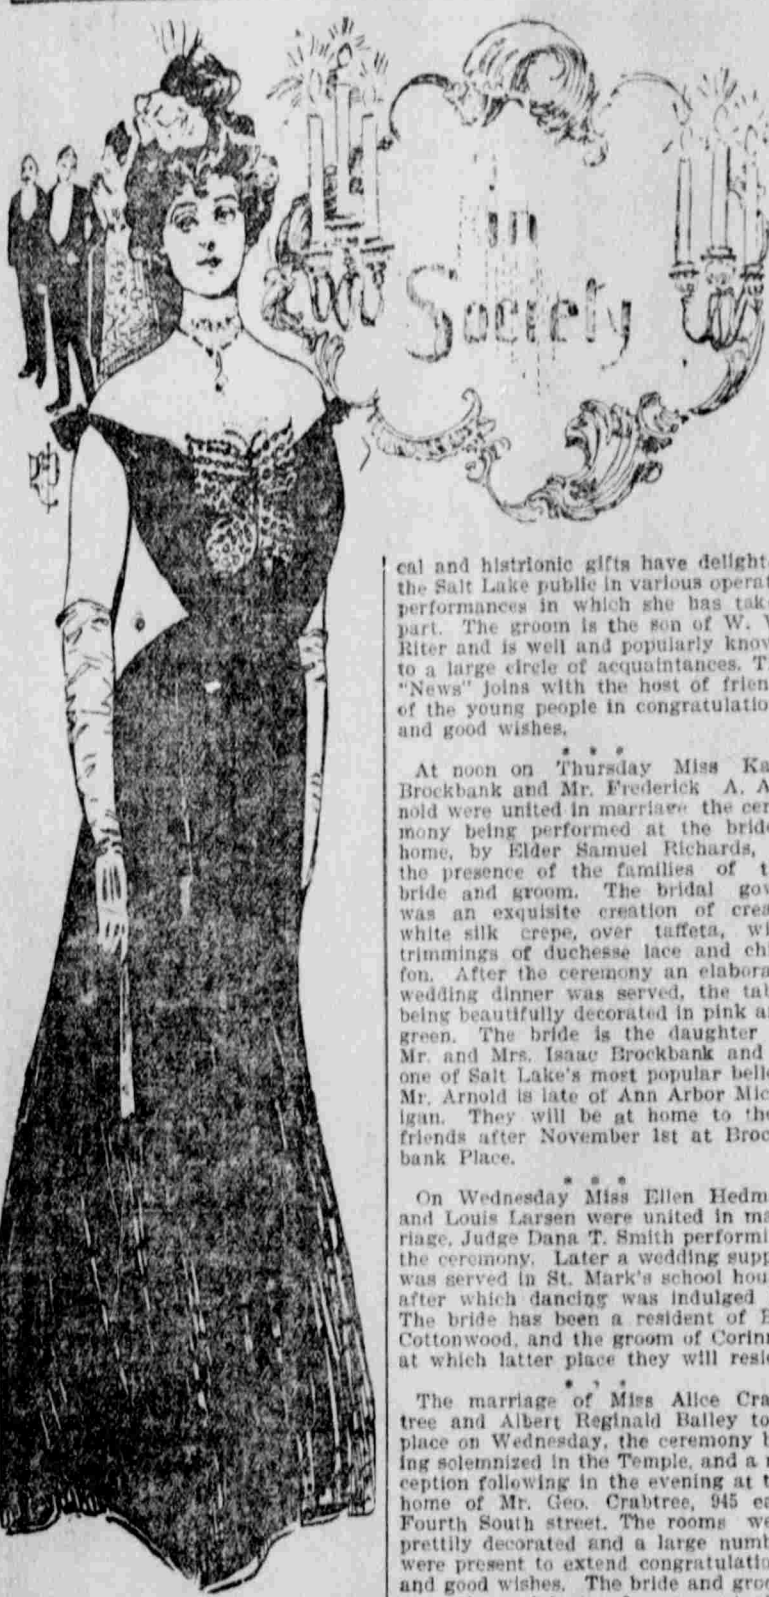 in
Society
cal and histrionic gifts have delight
the Salt Lake public in various operat
performances in which she has tak
part. The groom is the son of W. W
Riter and is well and popularly know
to a large circle of acquaintances. T
"News" joins with the host of frien
of the young people in congratulatio
and good wishes.
* * *
At noon on Thursday Miss Ka
Brockbank and Mr. Frederick A. A
nold were united in marriage the cer
mony being performed at the bride
home, by Elder Samuel Richards,
the presence of the families of t
bride and groom. The bridal gow
was an exquisite creation of crea
white silk crepe, over taffeta, wi
trimmings of duchesse lace and chi
fon. After the ceremony an elabora
wedding dinner was served, the tab
being beautifully decorated in pink a
green. The bride is the daughter
Mr. and Mrs. Isaac Brockbank and
one of Salt Lake's most popular belle
Mr. Arnold is late of Ann Arbor Mic
igan. They will be at home to the
friends after November 1st at Broc
bank Place.
* * *
On Wednesday Miss Ellen Hedm
and Louis Larsen were united in ma
riage, Judge Dana T. Smith performi
the ceremony. Later a wedding supp
was served in St. Mark's school hou
after which dancing was indulged
The bride has been a resident of B
Cottonwood, and the groom of Corinn
at which latter place they will resid
* * *
The marriage of Miss Alice Cra
tree and Albert Reginald Bailey to
place on Wednesday, the ceremony b
ing solemnized in the Temple, and a r
ception following in the evening at t
home of Mr. Geo. Crabtree, 945 ea
Fourth South street. The rooms we
prettily decorated and a large numb
were present to extend congratulatio
and good wishes. The bride and groo